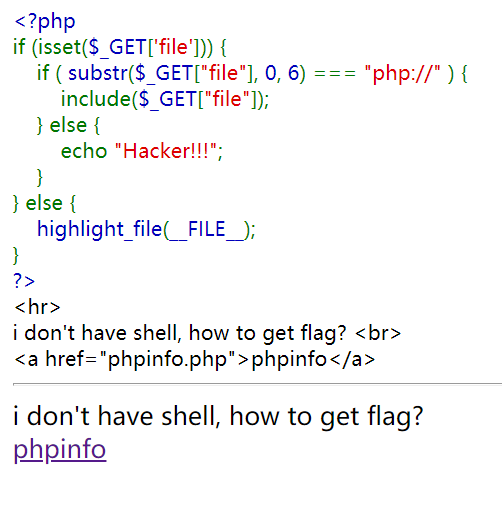 <?php
if (isset($_GET['file'])) {
    if ( substr($_GET["file"], 0, 6) === "php://" ) {
        include($_GET["file"]);
    } else {
        echo "Hacker!!!";
    }
} else {
    highlight_file(__FILE__);
}
?>
<hr>
i don't have shell, how to get flag? <br>
<a href="phpinfo.php">phpinfo</a>
i don't have shell, how to get flag?
phpinfo